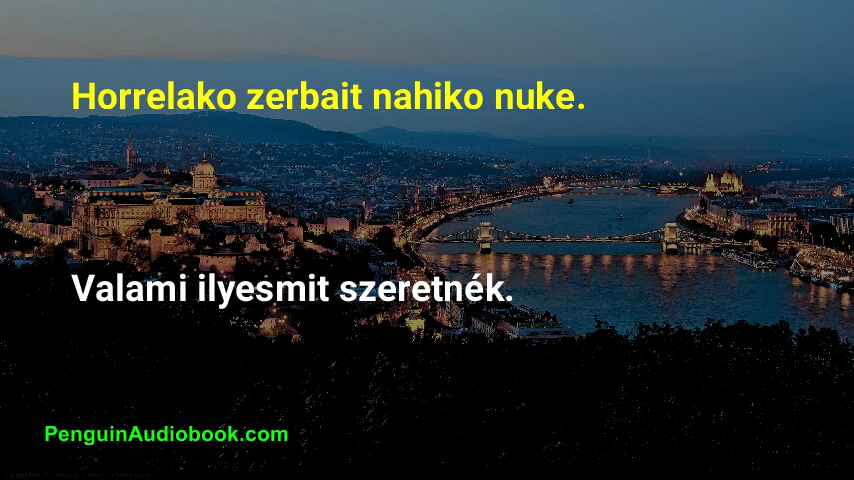 Horrelako zerbait nahiko nuke.
Valami ilyesmit szeretnék.
PenguinAudiobook.com